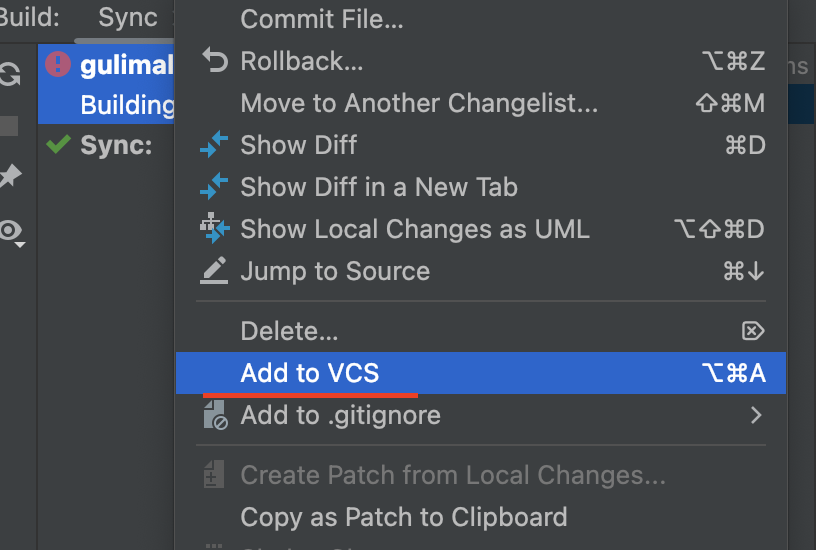 Build:
Sync
Commit File...
Rollback... ⌥⌘Z
Move to Another Changelist... ⇧⌘M
gulimal
Building
Sync:
Show Diff ⌘D
Show Diff in a New Tab
Show Local Changes as UML ⌥⇧⌘D
Jump to Source ⌘↓
Delete... ⌦
Add to VCS ⌥⌘A
Add to .gitignore
Create Patch from Local Changes...
Copy as Patch to Clipboard